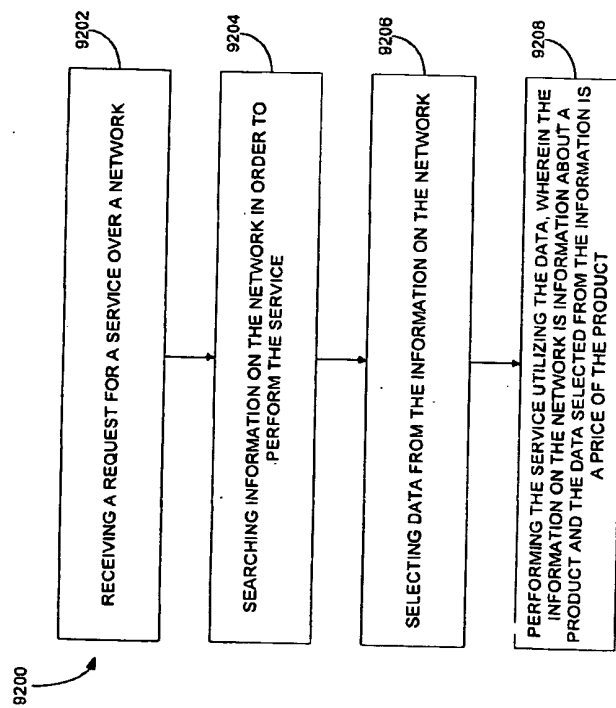 9200
9202
RECEIVING A REQUEST FOR A SERVICE OVER A NETWORK
9204
SEARCHING INFORMATION ON THE NETWORK IN ORDER TO
PERFORM THE SERVICE
9206
SELECTING DATA FROM THE INFORMATION ON THE NETWORK
9208
PERFORMING THE SERVICE UTILIZING THE DATA, WHEREIN THE
INFORMATION ON THE NETWORK IS INFORMATION ABOUT A
PRODUCT AND THE DATA SELECTED FROM THE INFORMATION IS
A PRICE OF THE PRODUCT